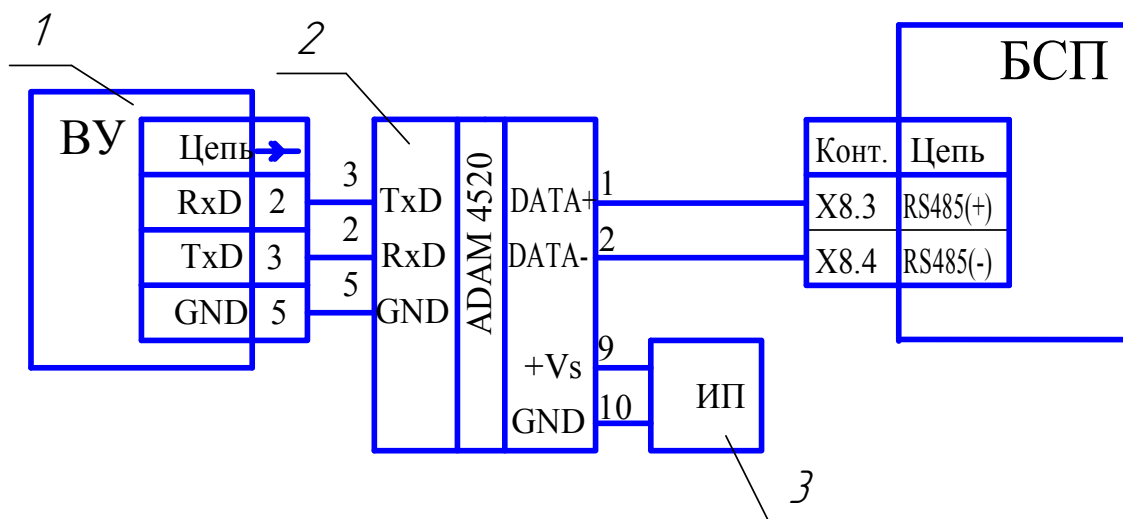 1
2
3
ВУ
Цепь
RxD 2
TxD 3
GND 5
3
2
5
TxD
RxD
GND
ADAM 4520
DATA+
DATA-
+Vs
GND
1
2
9
10
ИП
БСП
Конт. Цепь
X8.3 RS485(+)
X8.4 RS485(-)